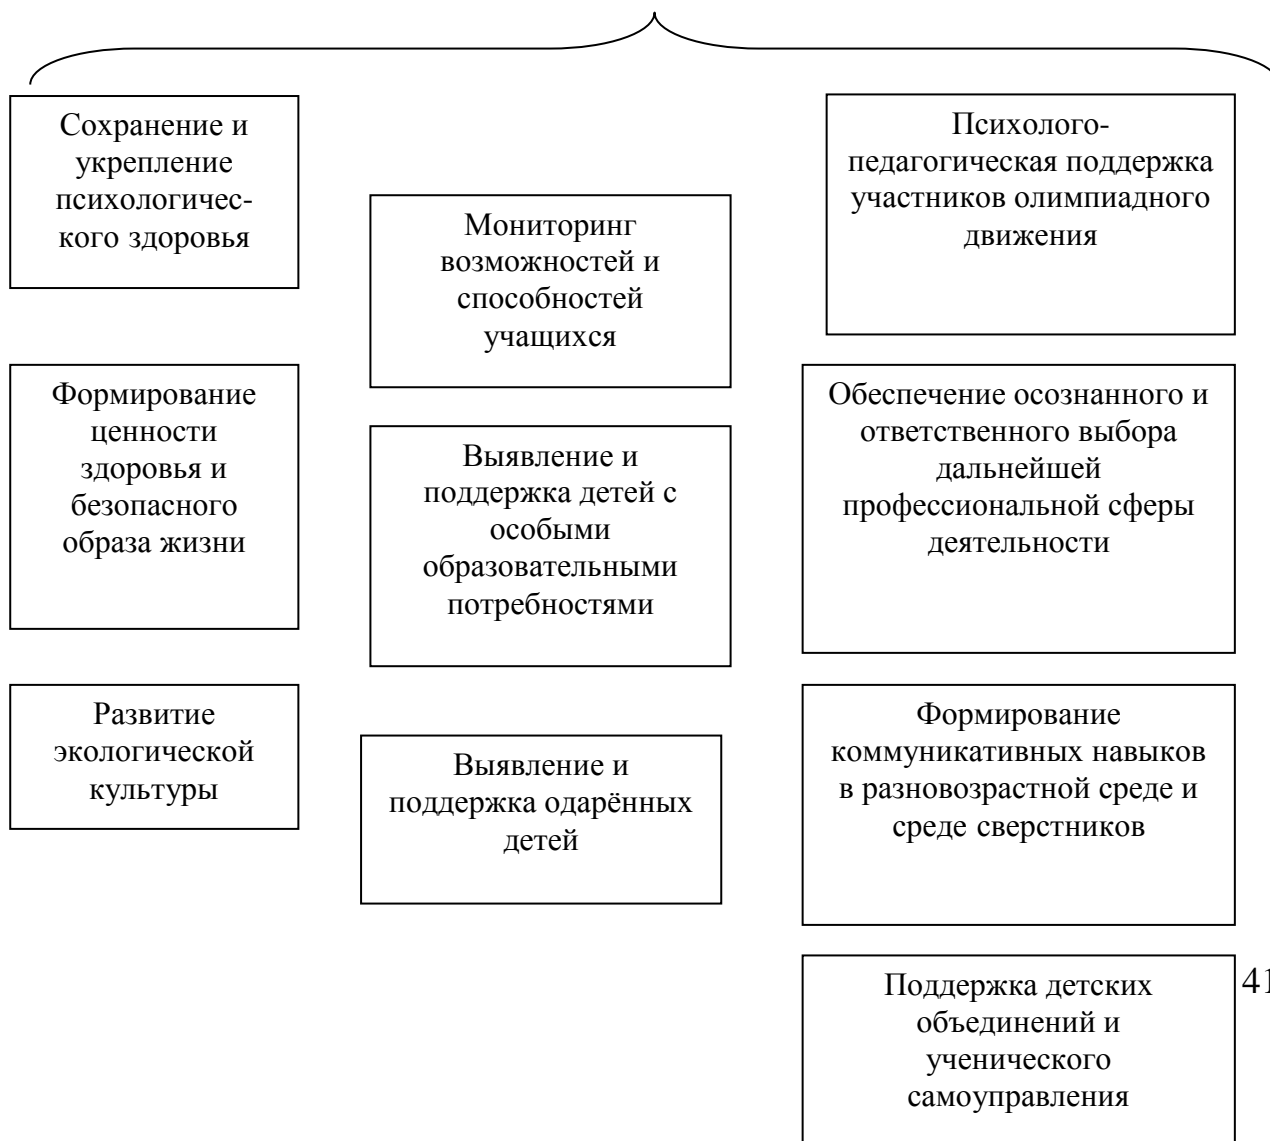 Сохранение и
укрепление
психологичес-
кого здоровья
Формирование
ценности
здоровья и
безопасного
образа жизни
Развитие
экологической
культуры
Мониторинг
возможностей и
способностей
учащихся
Выявление и
поддержка детей с
особыми
образовательными
потребностями
Выявление и
поддержка одарённых
детей
Психолого-
педагогическая поддержка
участников олимпиадного
движения
Обеспечение осознанного и
ответственного выбора
дальнейшей
профессиональной сферы
деятельности
Формирование
коммуникативных навыков
в разновозрастной среде и
среде сверстников
Поддержка детских
объединений и
ученического
самоуправления
41